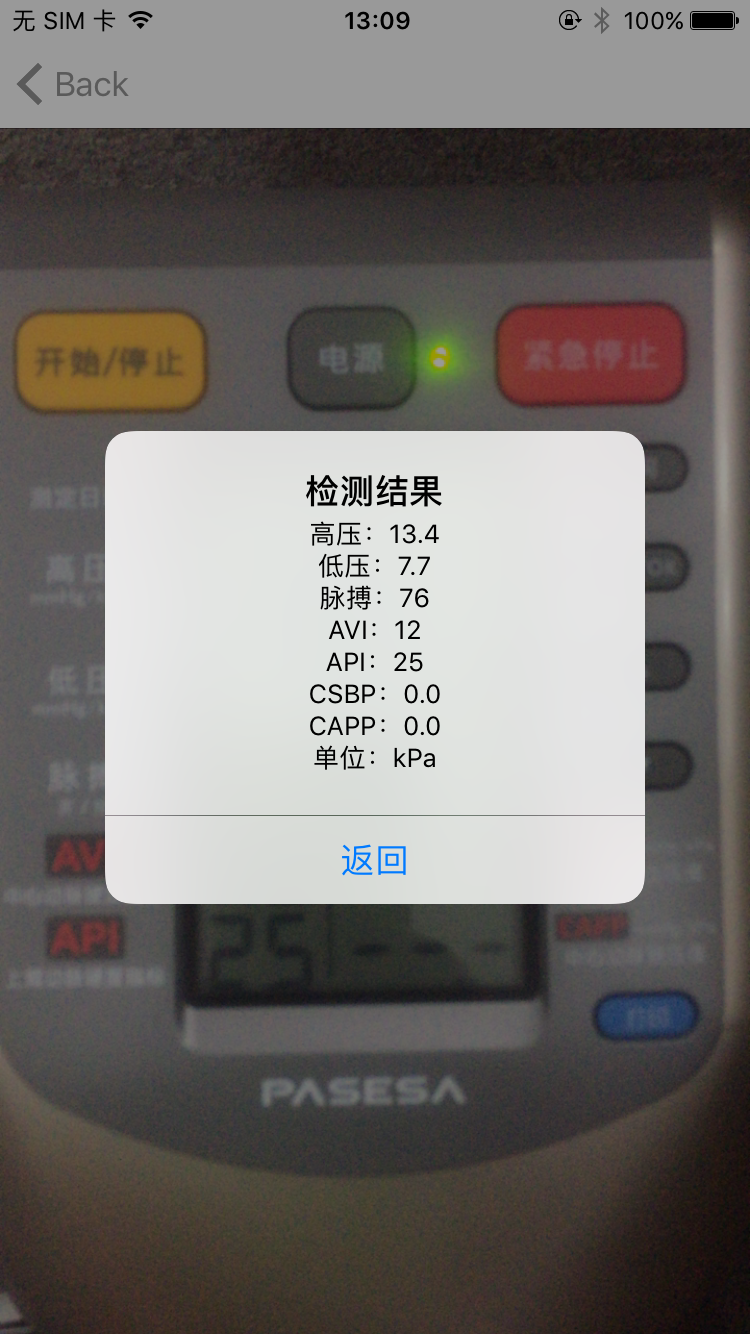 无 SIM 卡
13:09
100%
Back
开始/停止
电源
紧急停止
检测结果
高压：13.4
低压：7.7
脉搏：76
AVI：12
API：25
CSBP：0.0
CAPP：0.0
单位：kPa
返回
AV
API
25 - - -
CAPP
PASESA